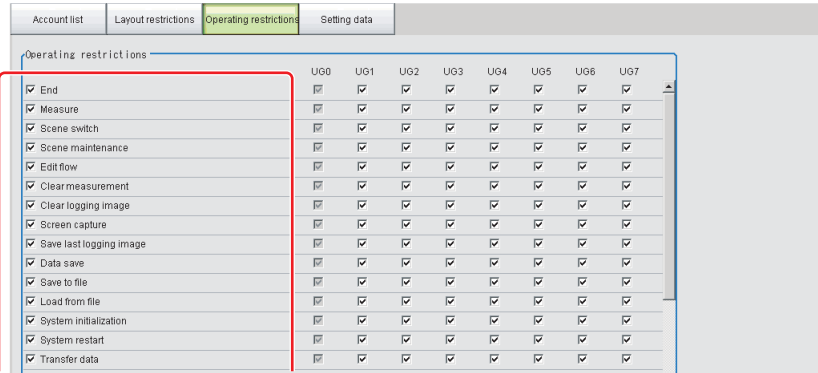 Account list Layout restrictions Operating restrictions Setting data
Operating restrictions
UG0 UG1 UG2 UG3 UG4 UG5 UG6 UG7
End
Measure
Scene switch
Scene maintenance
Edit flow
Clear measurement
Clear logging image
Screen capture
Save last logging image
Data save
Save to file
Load from file
System initialization
System restart
Transfer data